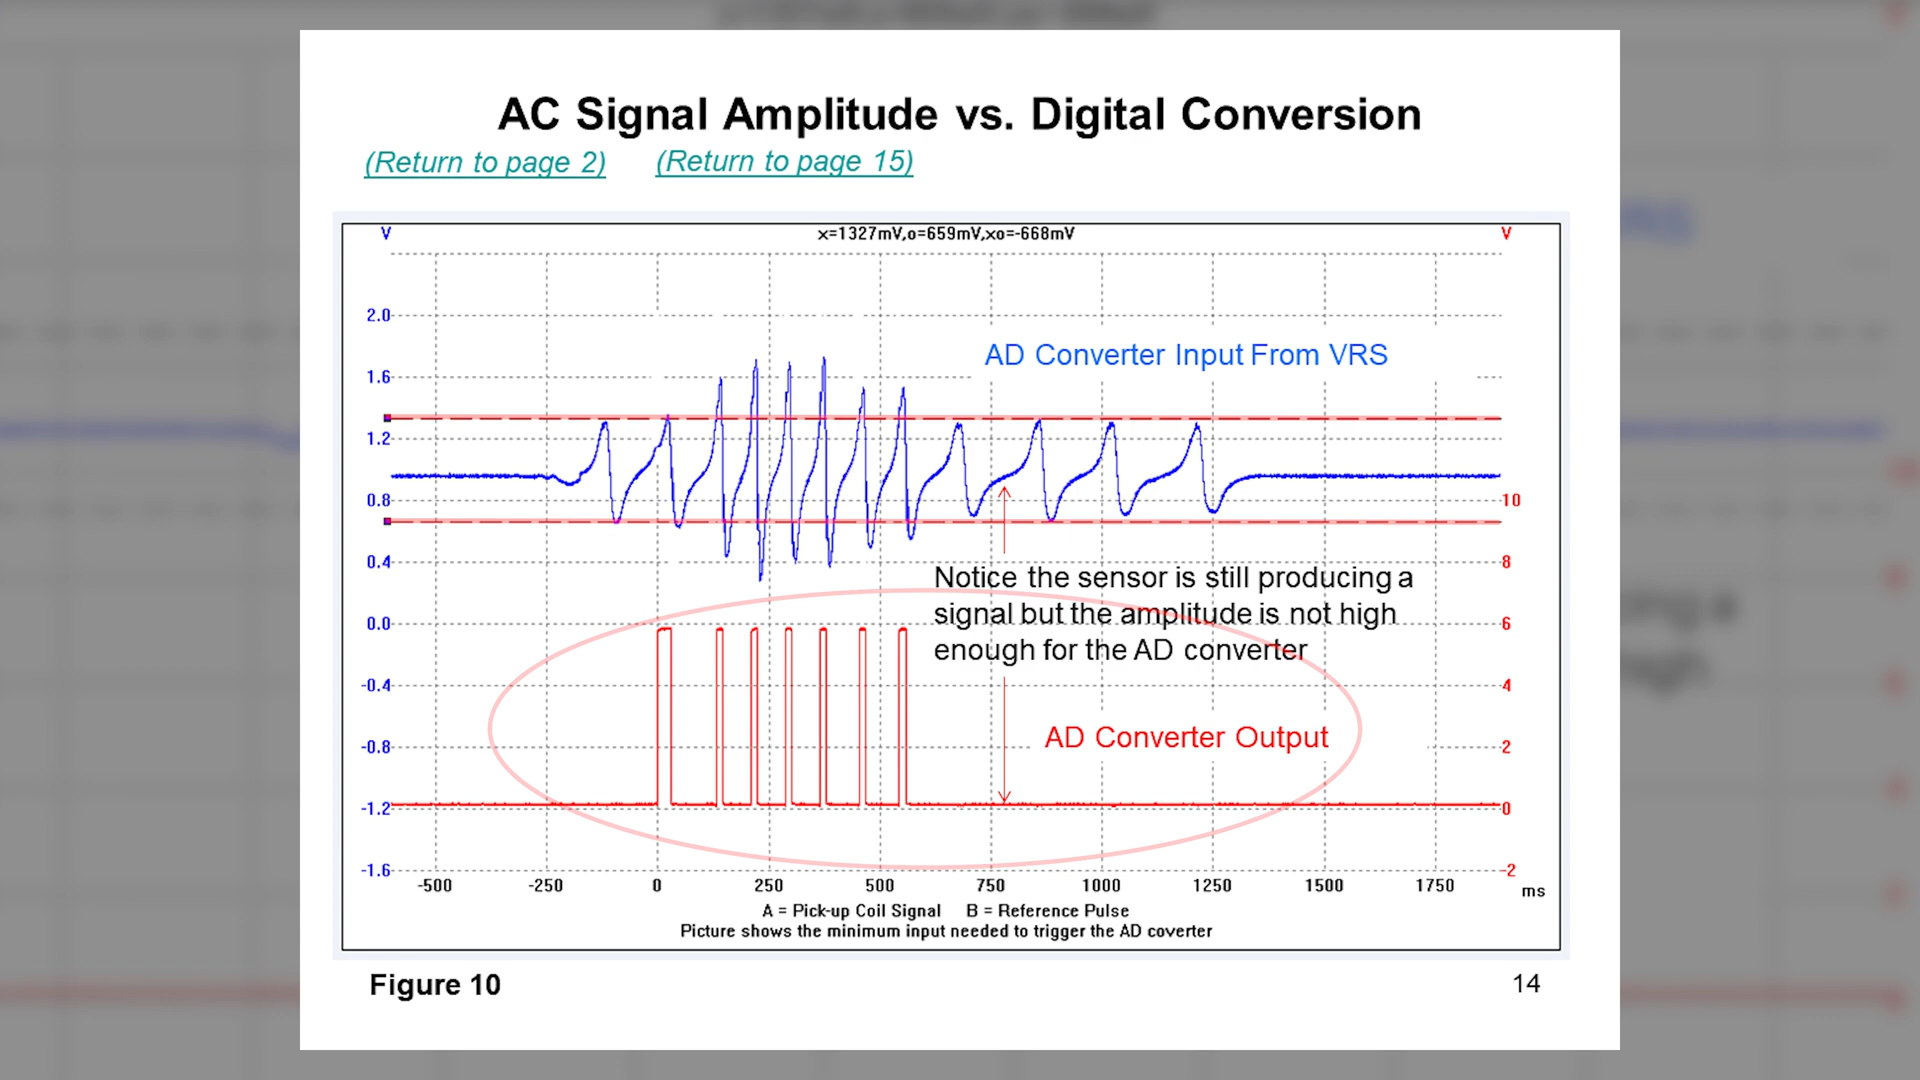 AC Signal Amplitude vs. Digital Conversion
(Return to page 2) (Return to page 15)
V x=1327mV,o=659mV,xo=-668mV V
2.0
AD Converter Input From VRS
1.6
1.2
0.8 10
0.4 8
Notice the sensor is still producing a
signal but the amplitude is not high
0.0 6
enough for the AD converter
-0.4 4
AD Converter Output
-0.8 2
-1.2 0
-1.6 -2
-500 -250 0 250 500 750 1000 1250 1500 1750 ms
A = Pick-up Coil Signal B = Reference Pulse
Picture shows the minimum input needed to trigger the AD coverter
Figure 10 14